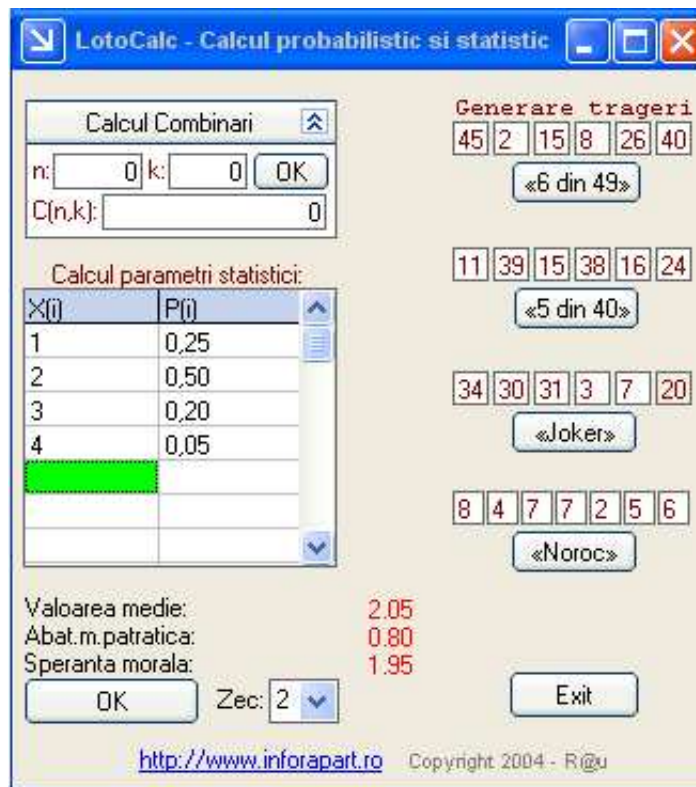 LotoCalc - Calcul probabilistic si statistic
Calcul Combinari
n: 0 k: 0 OK
C(n,k): 0
Calcul parametri statistici:
X(i) P(i)
1 0,25
2 0,50
3 0,20
4 0,05
Valoarea medie: 2.05
Abat.m.patratica: 0.80
Speranta morala: 1.95
OK Zec: 2
Generare trageri
45 2 15 8 26 40
«6 din 49»
11 39 15 38 16 24
«5 din 40»
34 30 31 3 7 20
«Joker»
8 4 7 7 2 5 6
«Noroc»
Exit
http://www.inforapart.ro Copyright 2004 - R@u